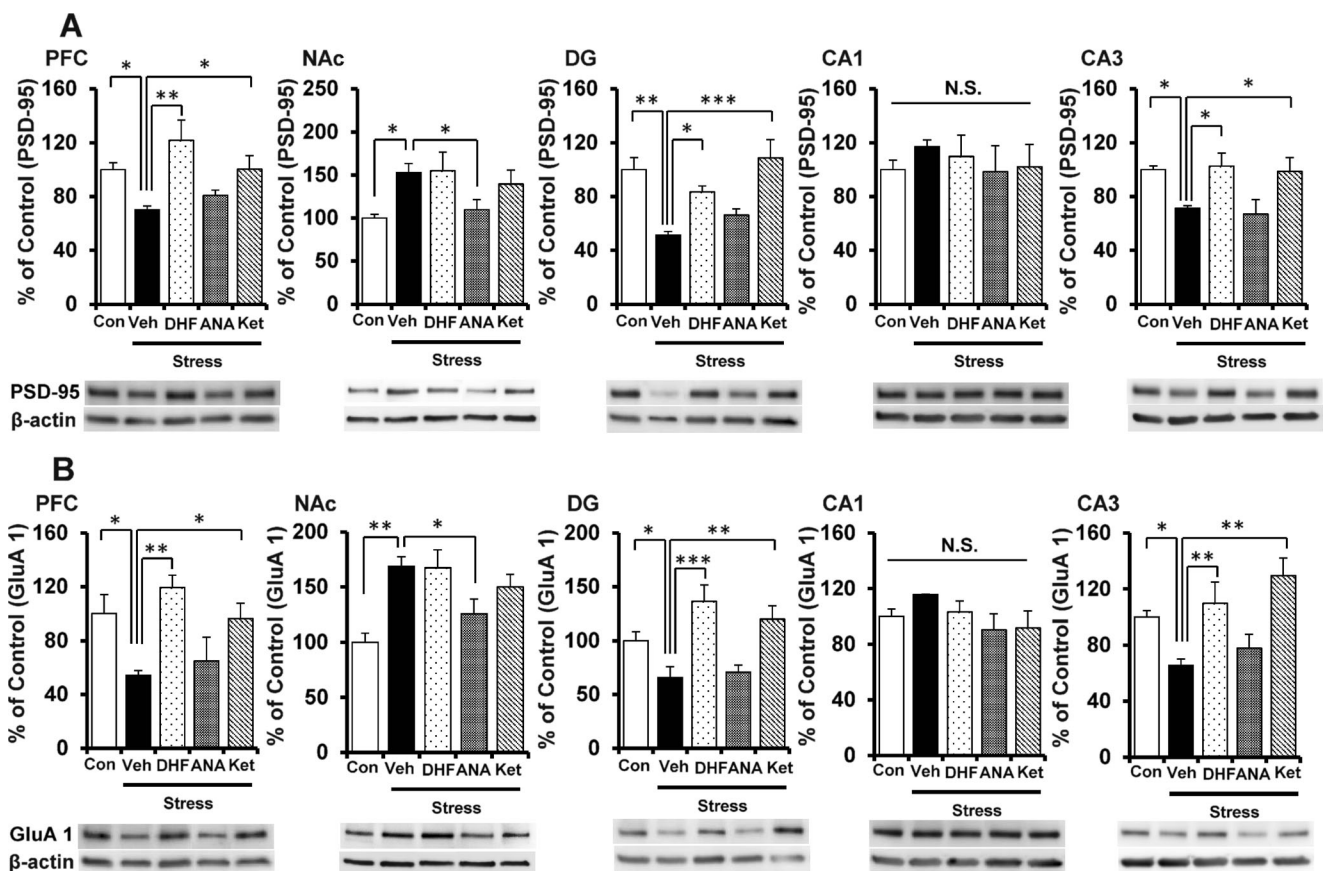 A
PFC
NAc
DG
CA1
CA3
% of Control (PSD-95)
160
120
80
40
0
*
*
**
Con Veh DHF ANA Ket
Stress
% of Control (PSD-95)
250
200
150
100
50
0
*
*
Con Veh DHF ANA Ket
Stress
% of Control (PSD-95)
160
120
80
40
0
**
***
*
Con Veh DHF ANA Ket
Stress
% of Control (PSD-95)
160
120
80
40
0
N.S.
Con Veh DHF ANA Ket
Stress
% of Control (PSD-95)
160
120
80
40
0
*
*
*
Con Veh DHF ANA Ket
Stress
PSD-95
β-actin
B
PFC
NAc
DG
CA1
CA3
% of Control (GluA 1)
160
120
80
40
0
*
*
**
Con Veh DHF ANA Ket
Stress
% of Control (GluA 1)
200
150
100
50
0
**
*
Con Veh DHF ANA Ket
Stress
% of Control (GluA 1)
200
150
100
50
0
*
**
***
Con Veh DHF ANA Ket
Stress
% of Control (GluA 1)
160
120
80
40
0
N.S.
Con Veh DHF ANA Ket
Stress
% of Control (GluA 1)
160
120
80
40
0
*
**
**
Con Veh DHF ANA Ket
Stress
GluA 1
β-actin